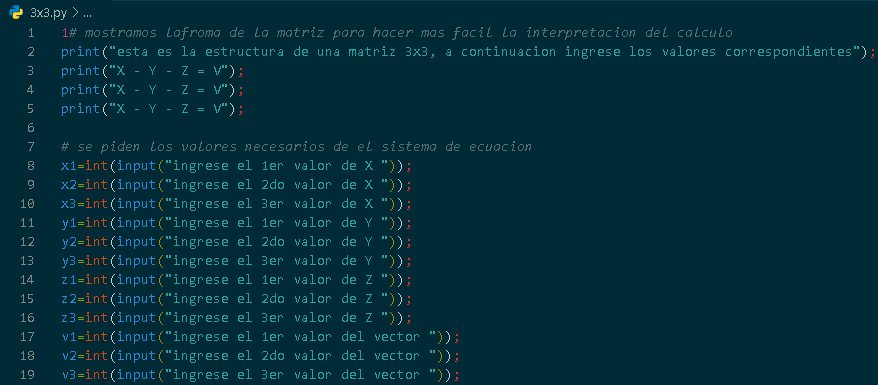 3x3.py > ...
1 1# mostramos lafroma de la matriz para hacer mas facil la interpretacion del calculo
2 print("esta es la estructura de una matriz 3x3, a continuacion ingrese los valores correspondientes");
3 print("X - Y - Z = V");
4 print("X - Y - Z = V");
5 print("X - Y - Z = V");
6
7 # se piden los valores necesarios de el sistema de ecuacion
8 x1=int(input("ingrese el 1er valor de X "));
9 x2=int(input("ingrese el 2do valor de X "));
10 x3=int(input("ingrese el 3er valor de X "));
11 y1=int(input("ingrese el 1er valor de Y "));
12 y2=int(input("ingrese el 2do valor de Y "));
13 y3=int(input("ingrese el 3er valor de Y "));
14 z1=int(input("ingrese el 1er valor de Z "));
15 z2=int(input("ingrese el 2do valor de Z "));
16 z3=int(input("ingrese el 3er valor de Z "));
17 v1=int(input("ingrese el 1er valor del vector "));
18 v2=int(input("ingrese el 2do valor del vector "));
19 v3=int(input("ingrese el 3er valor del vector "));